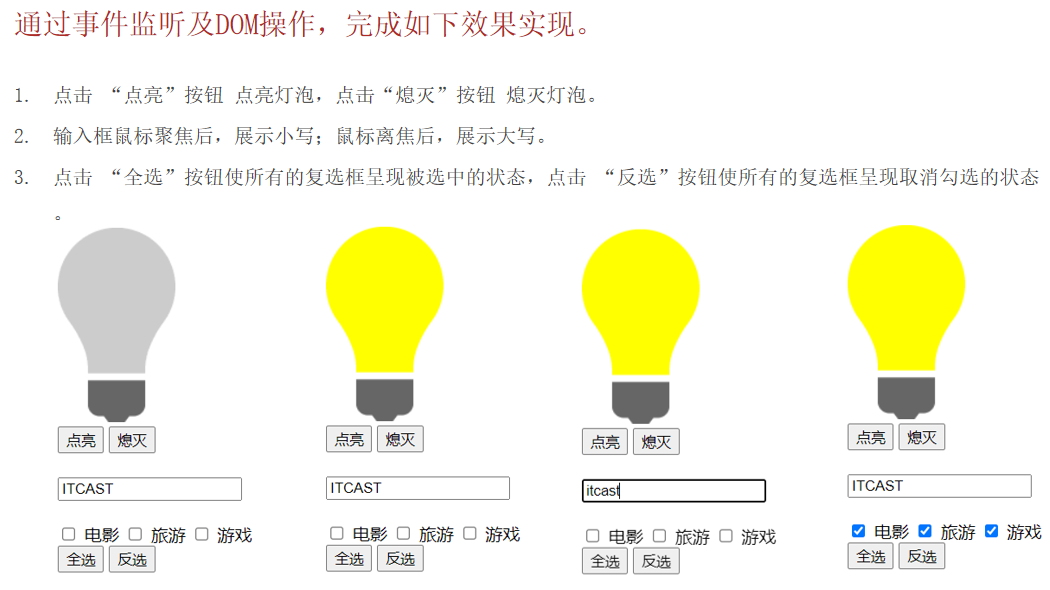 通过事件监听及DOM操作，完成如下效果实现。
1. 点击 “点亮”按钮 点亮灯泡，点击“熄灭”按钮 熄灭灯泡。
2. 输入框鼠标聚焦后，展示小写；鼠标离焦后，展示大写。
3. 点击 “全选”按钮使所有的复选框呈现被选中的状态，点击 “反选”按钮使所有的复选框呈现取消勾选的状态
。
点亮 熄灭 点亮 熄灭 点亮 熄灭 点亮 熄灭
ITCAST ITCAST itcast ITCAST
电影 旅游 游戏 电影 旅游 游戏 电影 旅游 游戏 电影 旅游 游戏
全选 反选 全选 反选 全选 反选 全选 反选